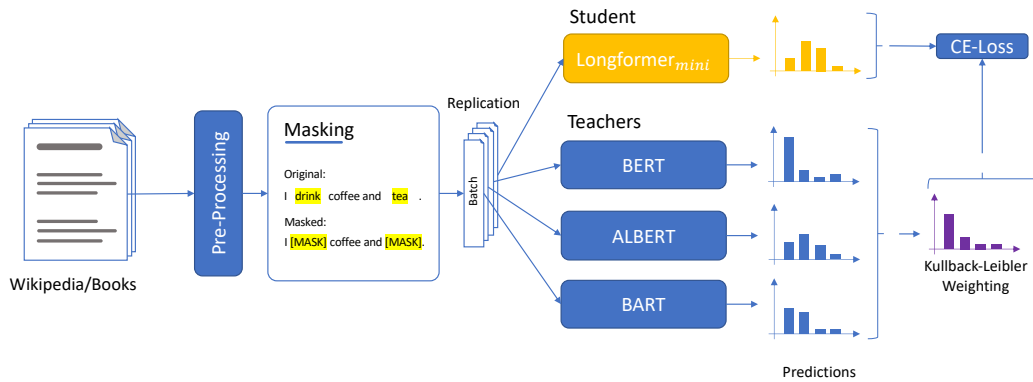 Wikipedia/Books
Pre-Processing
Masking
Original:
I drink coffee and tea .
Masked:
I [MASK] coffee and [MASK].
Replication
Batch
Student
Longformer_mini
Teachers
BERT
ALBERT
BART
Predictions
CE-Loss
Kullback-Leibler
Weighting